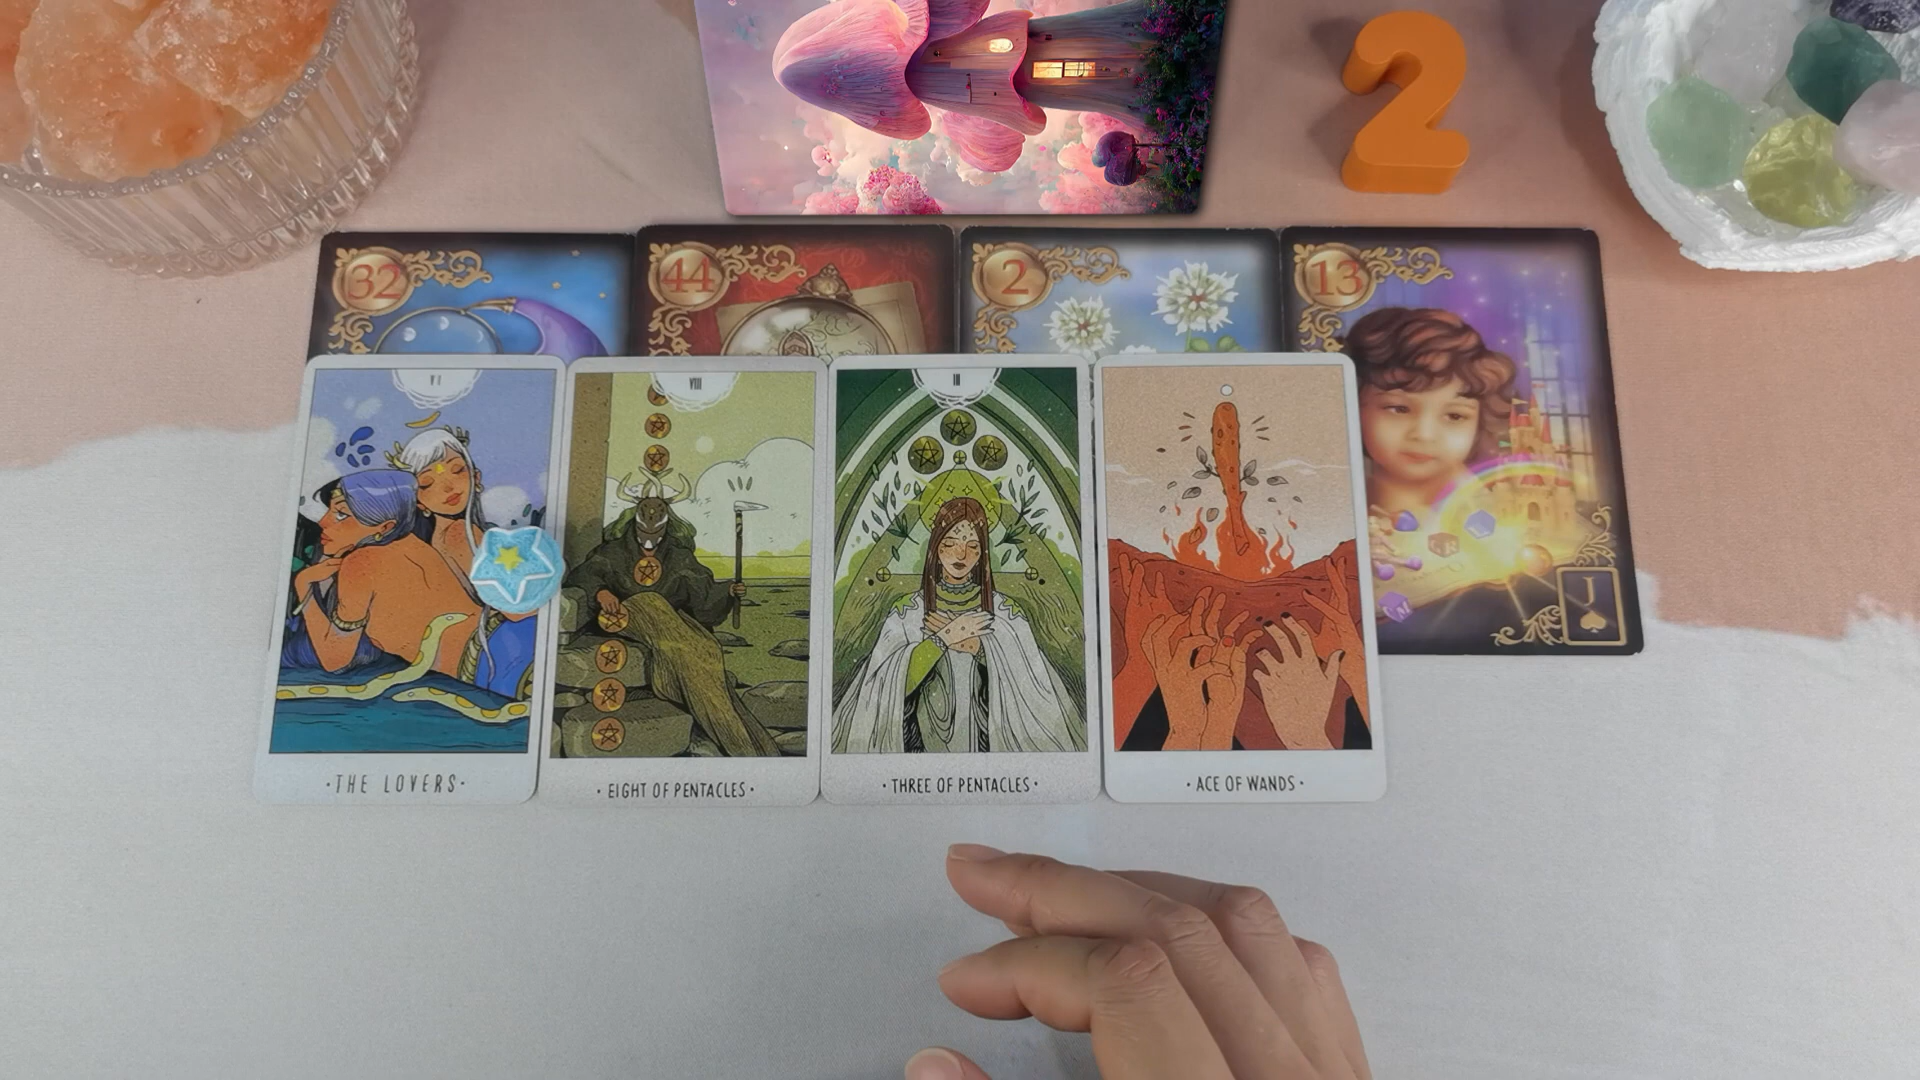 2
32
44
2
13
VI
VIII
III
J
·THE LOVERS·
·EIGHT OF PENTACLES·
·THREE OF PENTACLES·
·ACE OF WANDS·